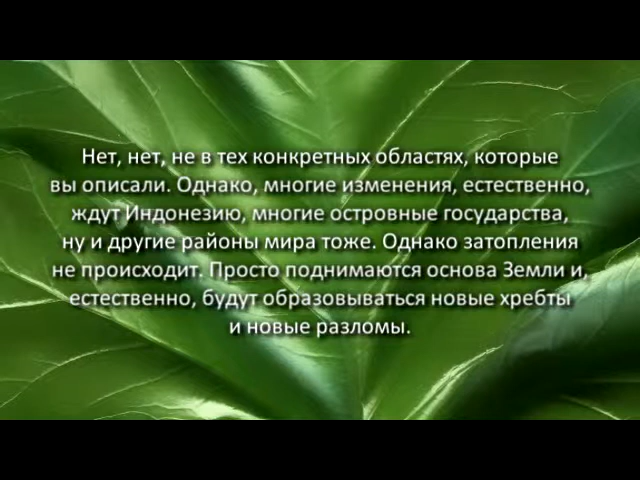 Нет, нет, не в тех конкретных областях, которые
вы описали. Однако, многие изменения, естественно,
ждут Индонезию, многие островные государства,
ну и другие районы мира тоже. Однако затопления
не происходит. Просто поднимаются основа Земли и,
естественно, будут образовываться новые хребты
и новые разломы.